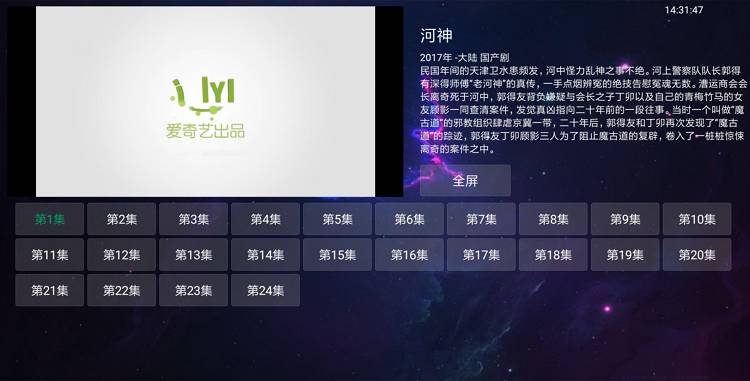 14:31:47
河神
2017年 -大陆 国产剧
民国年间的天津卫水患频发，河中怪力乱神之事不绝。河上警察队队长郭得
有深得师傅“老河神”的真传，一手点烟辨冤的绝技告慰冤魂无数。漕运商会会
长离奇死于河中，郭得友背负嫌疑与会长之子丁卯以及自己的青梅竹马的女
友顾影一同查清案件，发觉真凶指向二十年前的一段往事。当时一个叫做“魔
古道”的邪教组织肆虐京冀一带，二十年后，郭得友和丁卯再次发现了“魔古
道”的踪迹，郭得友丁卯顾影三人为了阻止魔古道的复辟，卷入了一桩桩惊悚
离奇的案件之中。
爱奇艺出品
全屏
第1集 第2集 第3集 第4集 第5集 第6集 第7集 第8集 第9集 第10集
第11集 第12集 第13集 第14集 第15集 第16集 第17集 第18集 第19集 第20集
第21集 第22集 第23集 第24集